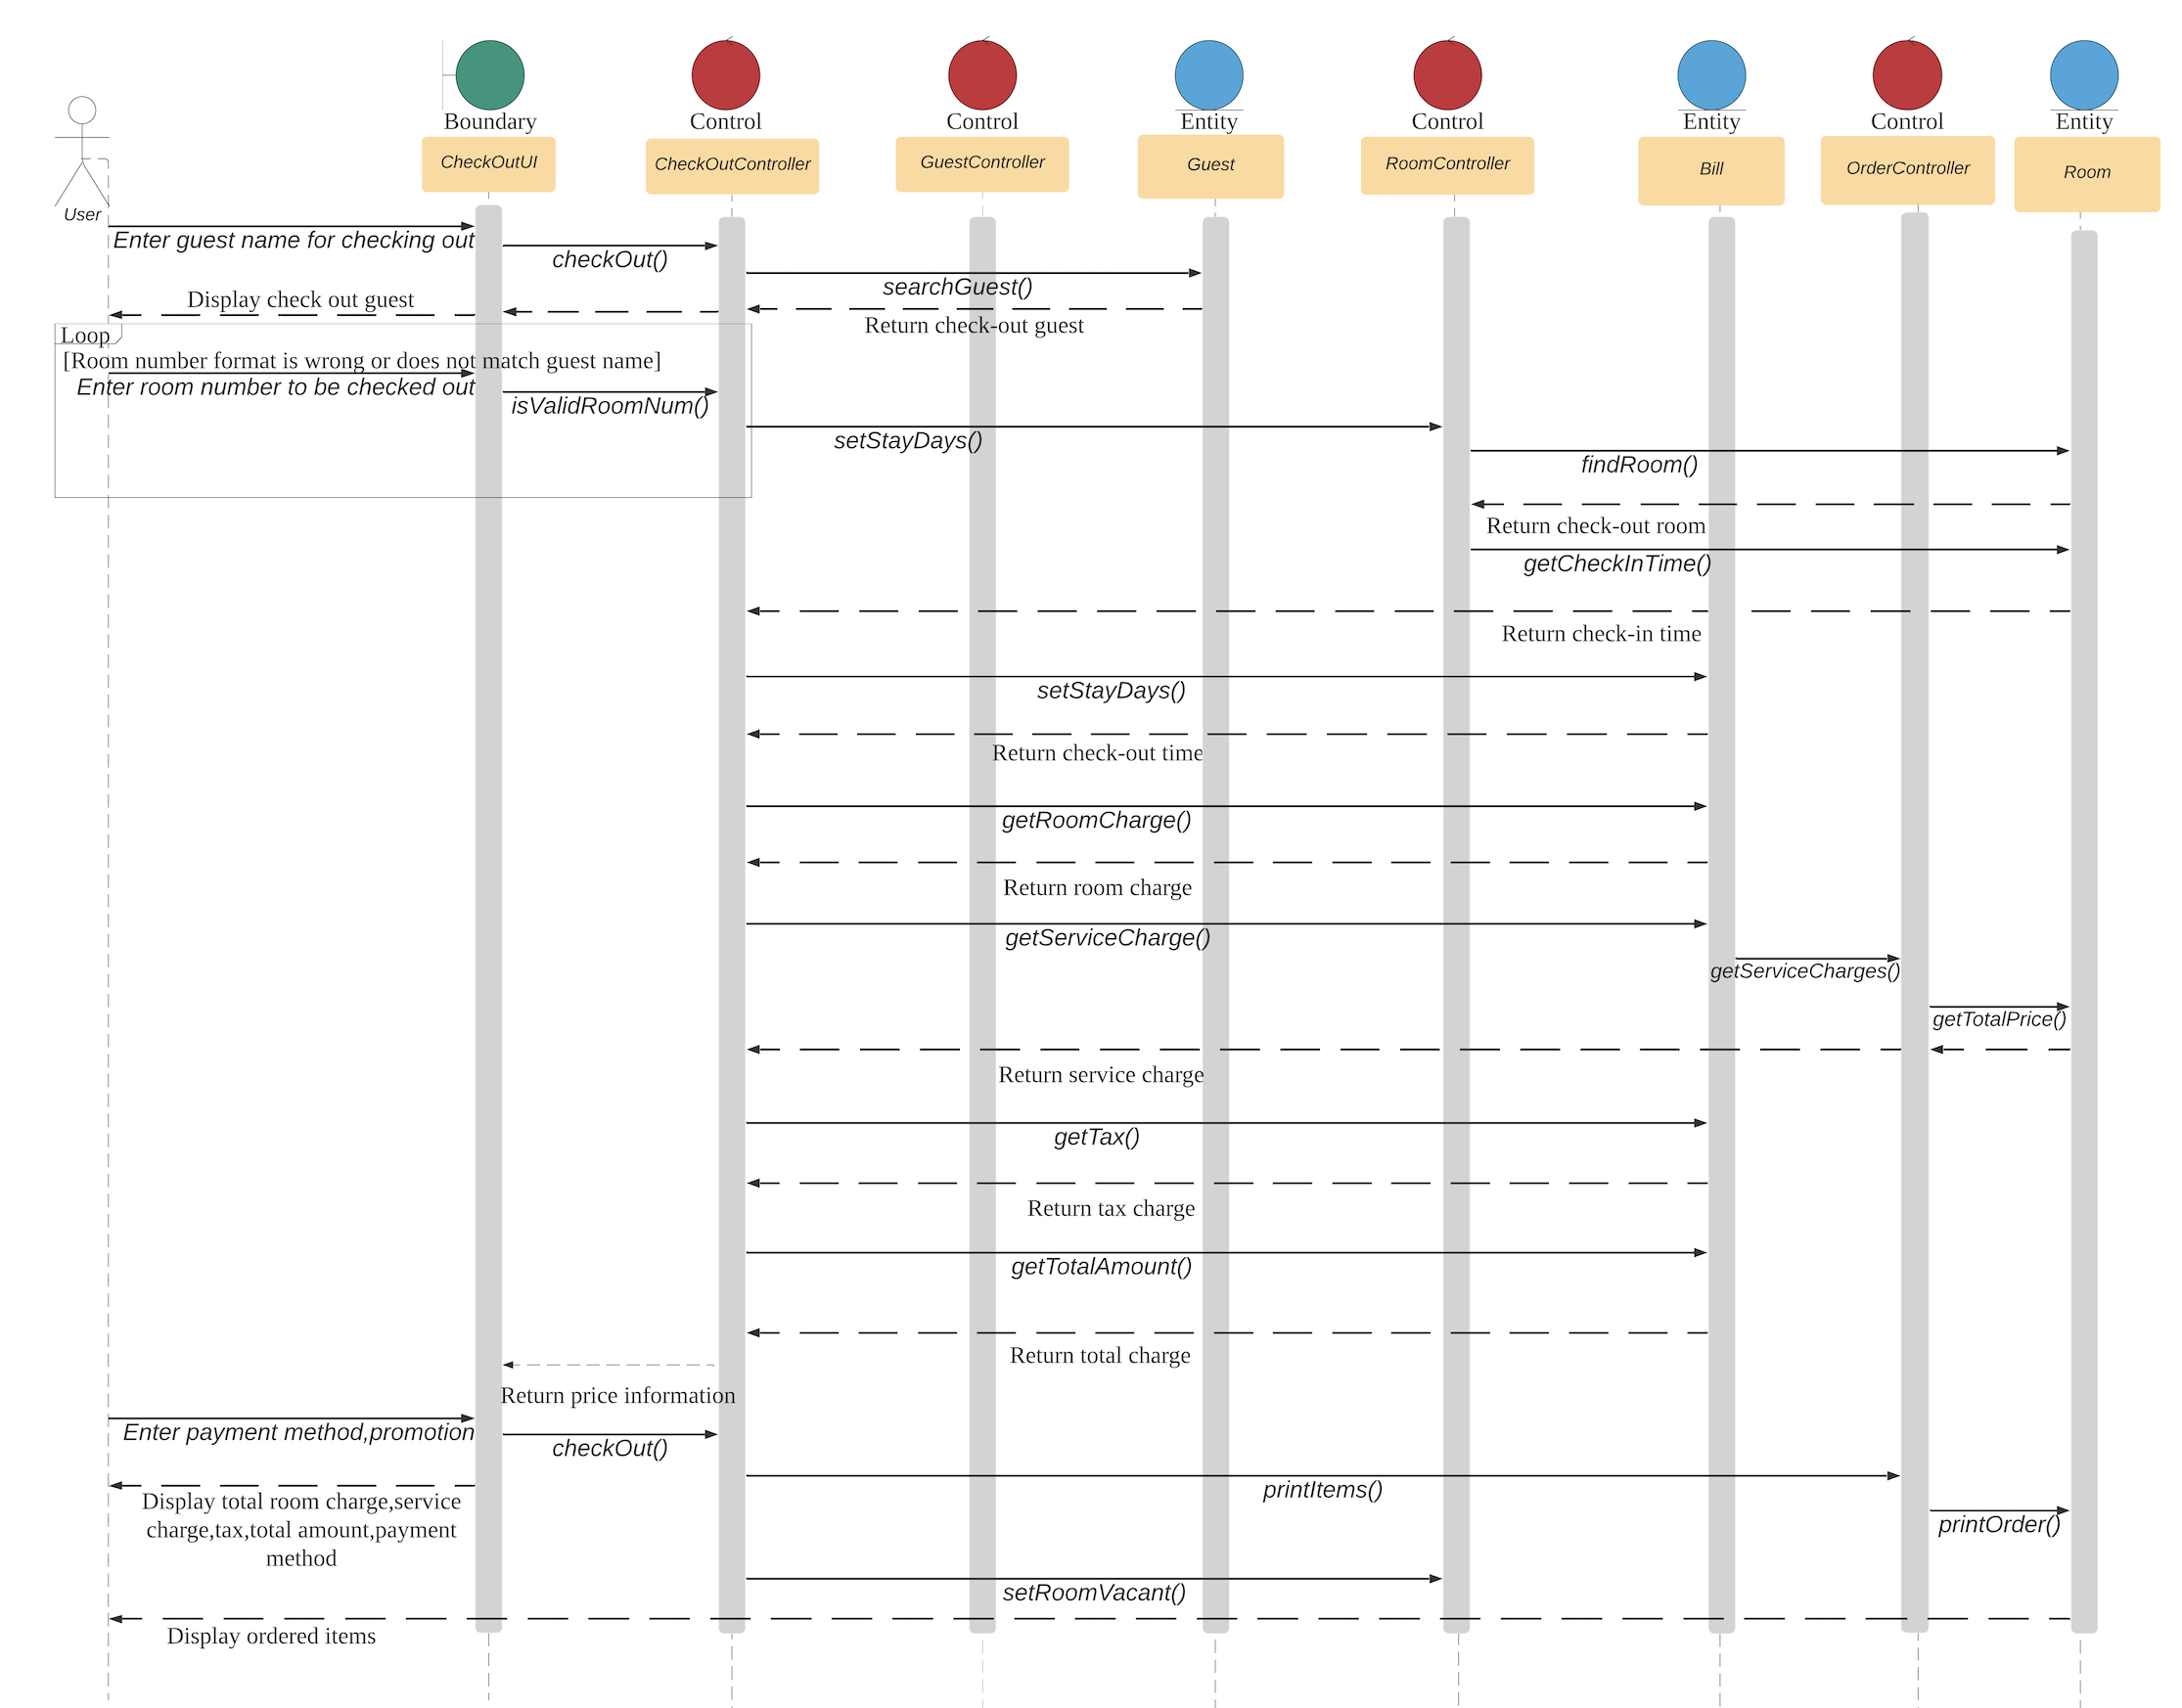 Boundary
Control
Control
Entity
Control
Entity
Control
Entity
CheckOutUI
CheckOutController
GuestController
Guest
RoomController
Bill
OrderController
Room
User
Enter guest name for checking out
checkOut()
searchGuest()
Display check out guest
Return check-out guest
Loop
[Room number format is wrong or does not match guest name]
Enter room number to be checked out
isValidRoomNum()
setStayDays()
findRoom()
Return check-out room
getCheckInTime()
Return check-in time
setStayDays()
Return check-out time
getRoomCharge()
Return room charge
getServiceCharge()
getServiceCharges()
getTotalPrice()
Return service charge
getTax()
Return tax charge
getTotalAmount()
Return total charge
Return price information
Enter payment method,promotion
checkOut()
printItems()
Display total room charge,service
charge,tax,total amount,payment
method
printOrder()
setRoomVacant()
Display ordered items